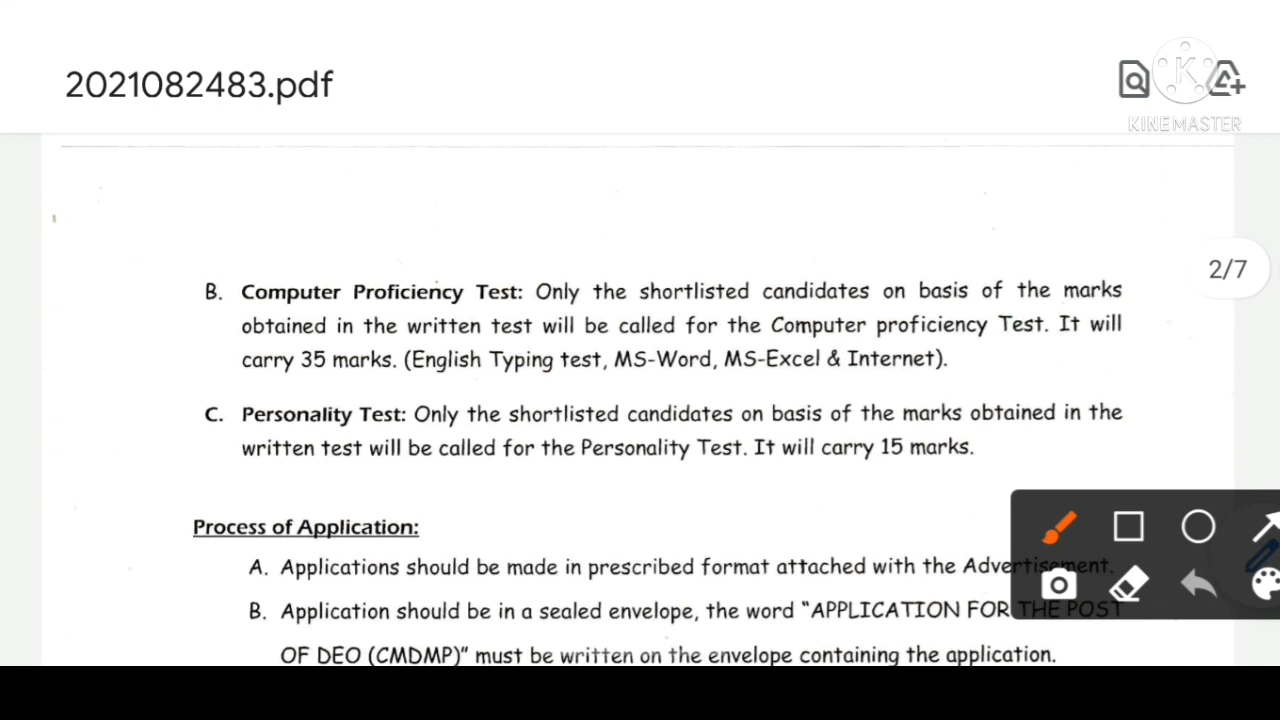 2021082483.pdf
KINEMASTER
2/7
B. Computer Proficiency Test: Only the shortlisted candidates on basis of the marks
obtained in the written test will be called for the Computer proficiency Test. It will
carry 35 marks. (English Typing test, MS-Word, MS-Excel & Internet).
C. Personality Test: Only the shortlisted candidates on basis of the marks obtained in the
written test will be called for the Personality Test. It will carry 15 marks.
Process of Application:
A. Applications should be made in prescribed format attached with the Advertisement.
B. Application should be in a sealed envelope, the word “APPLICATION FOR THE POST
OF DEO (CMDMP)” must be written on the envelope containing the application.